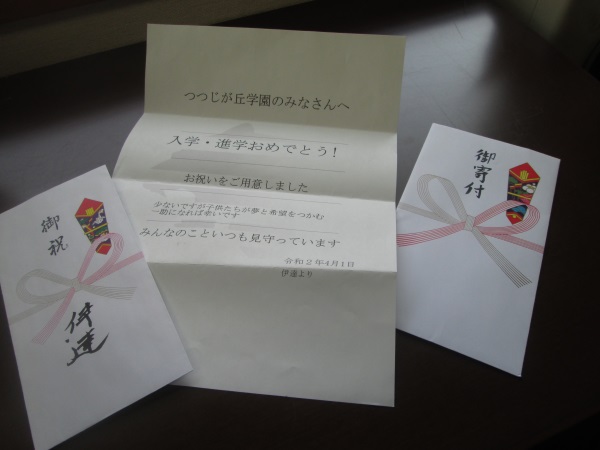 つつじが丘学園のみなさんへ
入学・進学おめでとう!
お祝いをご用意しました
少ないですが子供たちが夢と希望をつかむ
一助になれば幸いです
みんなのこといつも見守っています
令和2年4月1日
伊達より
御祝
伊達
御寄付